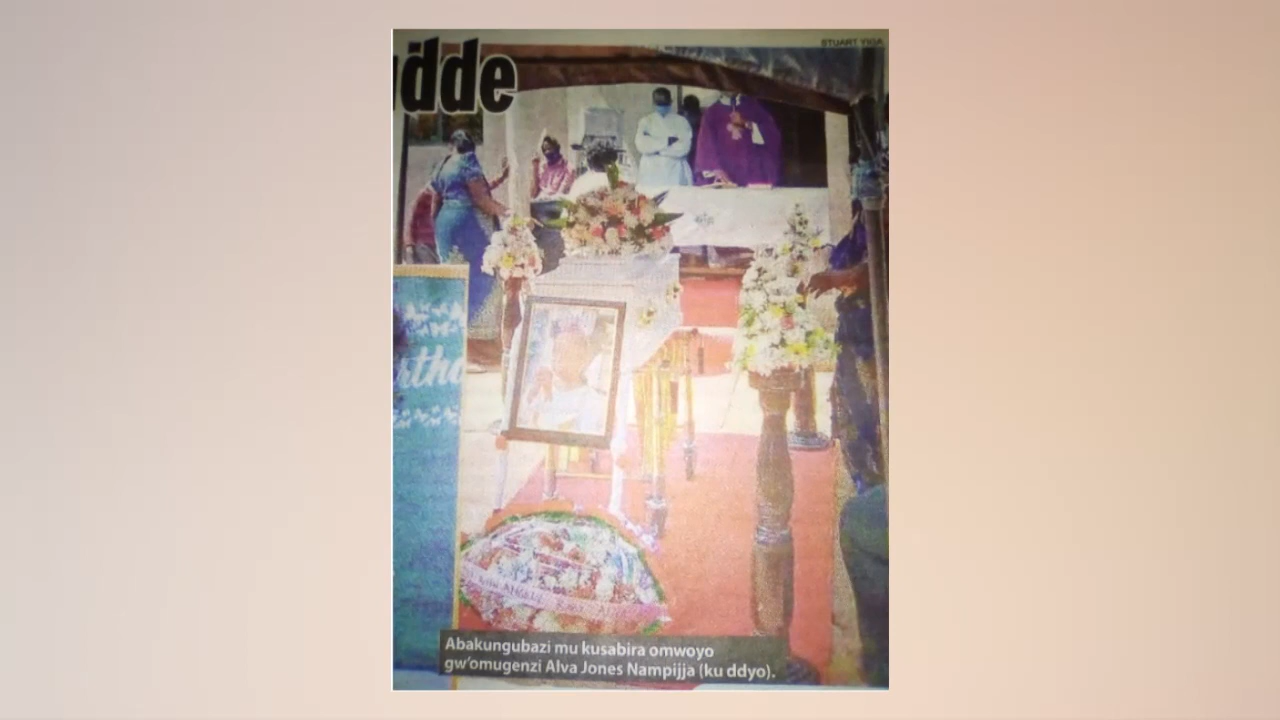 STUART YIGA
dde
Abakungubazi mu kusabira omwoyo
gw'omugenzi Alva Jones Nampijja (ku ddyo).